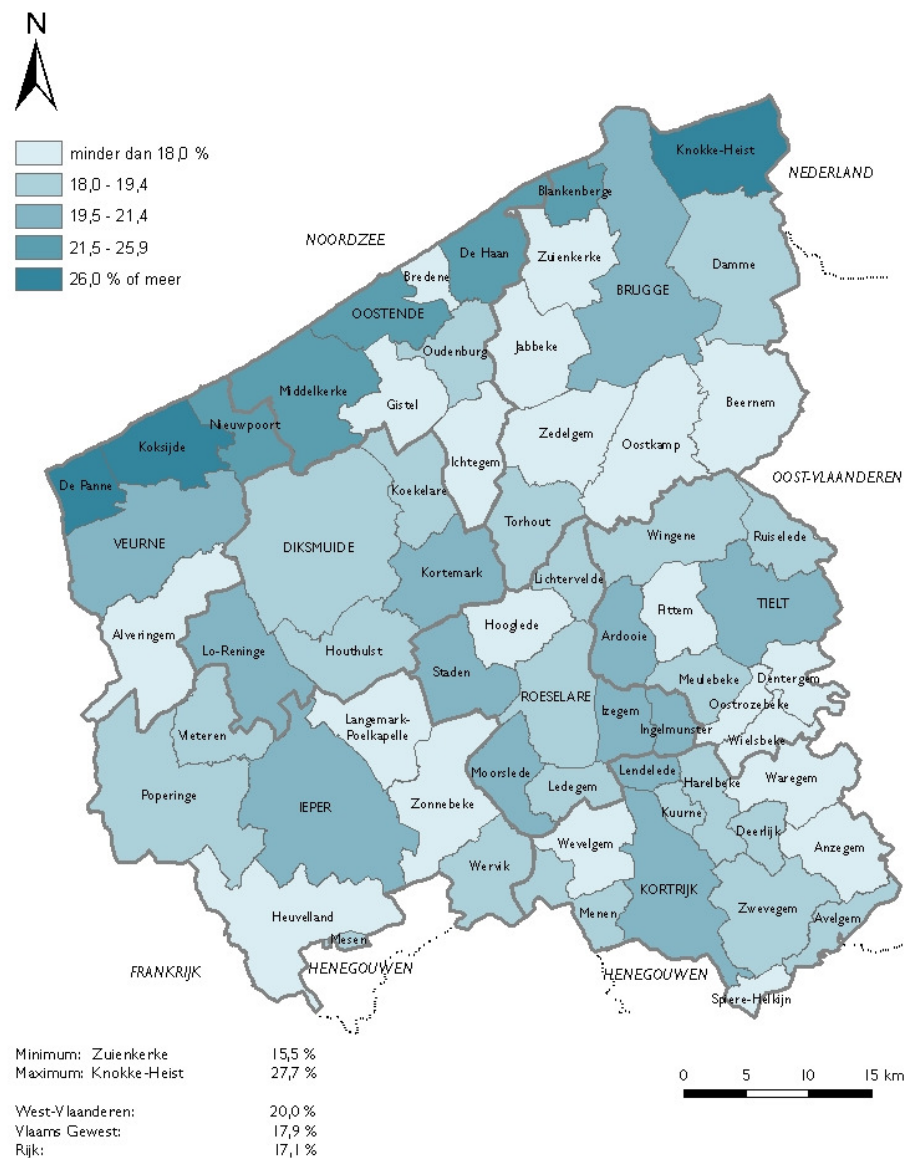 N
minder dan 18,0 %
18,0 - 19,4
19,5 - 21,4
21,5 - 25,9
26,0 % of meer
Knokke-Heist
NEDERLAND
Blankenberge
NOORDZEE
De Haan
Zuienkerke
Damme
Bredene
BRUGGE
OOSTENDE
Oudenburg
Jabbeke
Middelkerke
Gistel
Beernem
Nieuwpoort
Zedelgem
Oostkamp
Koksijde
Ichtegem
De Panne
OOST-VLAANDEREN
Koekelare
Torhout
VEURNE
DIKSMUIDE
Wingene
Ruiselede
Kortemark
Lichtervelde
TIELT
Pittem
Alveringem
Hooglede
Ardooie
Lo-Reninge
Houthulst
Staden
Meulebeke
Dentergem
ROESELARE
Oostrozebeke
Izegem
Langemark-
Poelkapelle
Ingelmunster
Vleteren
Wielsbeke
Moorslede
Lendelede
Waregem
Harelbeke
Ledegem
Poperinge
IEPER
Zonnebeke
Kuurne
Deerlijk
Wevelgem
Anzegem
Wervik
KORTRIJK
Zwevegem
Heuvelland
Menen
Avelgem
Mesen
FRANKRIJK
HENEGOUWEN
HENEGOUWEN
Spiere-Helkijn
Minimum: Zuienkerke 15,5 %
Maximum: Knokke-Heist 27,7 %
West-Vlaanderen: 20,0 %
Vlaams Gewest: 17,9 %
Rijk: 17,1 %
0 5 10 15 km